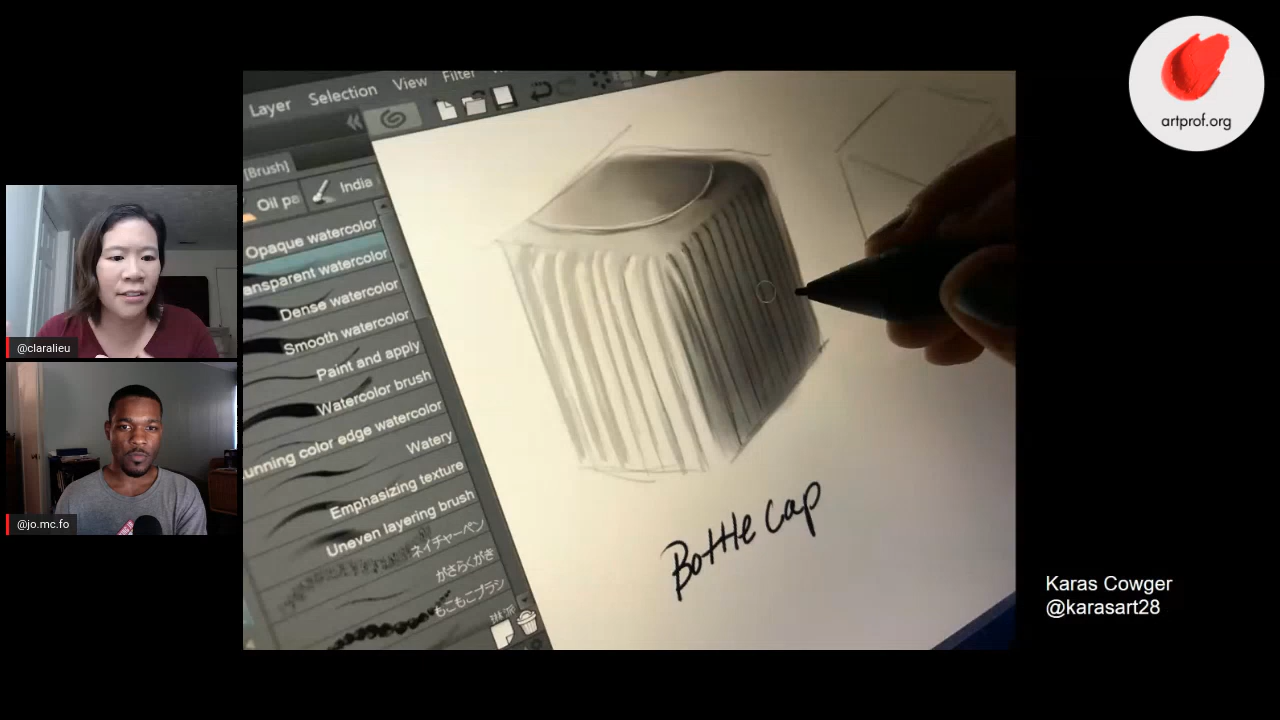 artprof.org
@claralieu
@jo.mc.fo
Layer Selection View Filter
[Brush]
Oil pa India
Opaque watercolor
ansparent watercolor
Dense watercolor
Smooth watercolor
Paint and apply
Watercolor brush
unning color edge watercolor
Watery
Emphasizing texture
Uneven layering brush
ネイチャーペン
がさらくがき
もこもこブラシ
Bottle cap
Karas Cowger
@karasart28